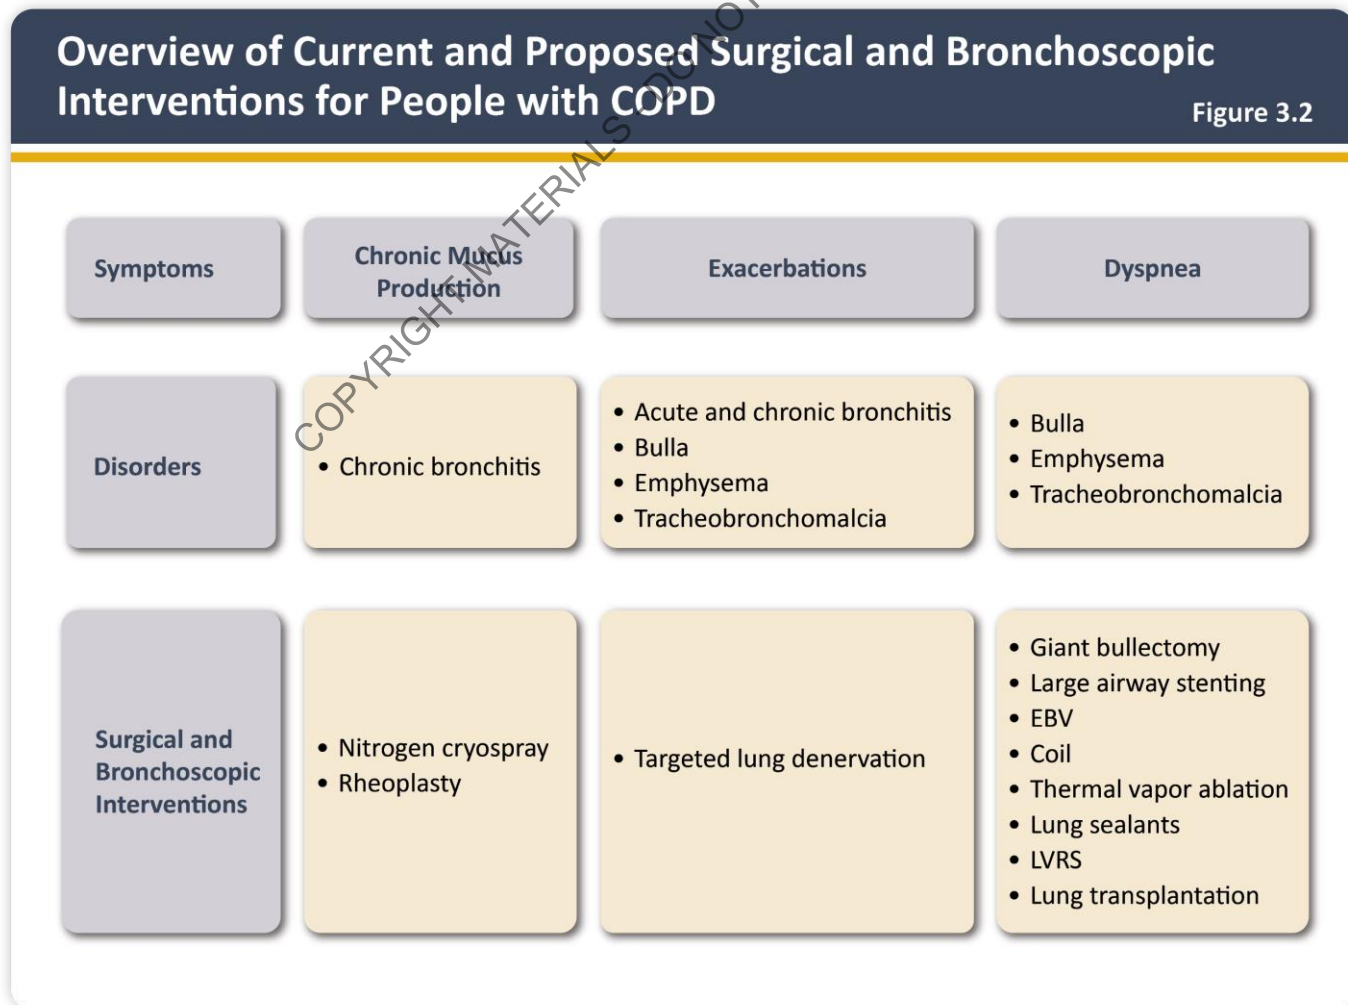 Overview of Current and Proposed Surgical and Bronchoscopic
Interventions for People with COPD
Figure 3.2
COPYRIGHT MATERIALS - DO NOT
Symptoms
Chronic Mucus
Production
Exacerbations
Dyspnea
Disorders
• Chronic bronchitis
• Acute and chronic bronchitis
• Bulla
• Emphysema
• Tracheobronchomalcia
• Bulla
• Emphysema
• Tracheobronchomalcia
Surgical and
Bronchoscopic
Interventions
• Nitrogen cryospray
• Rheoplasty
• Targeted lung denervation
• Giant bullectomy
• Large airway stenting
• EBV
• Coil
• Thermal vapor ablation
• Lung sealants
• LVRS
• Lung transplantation